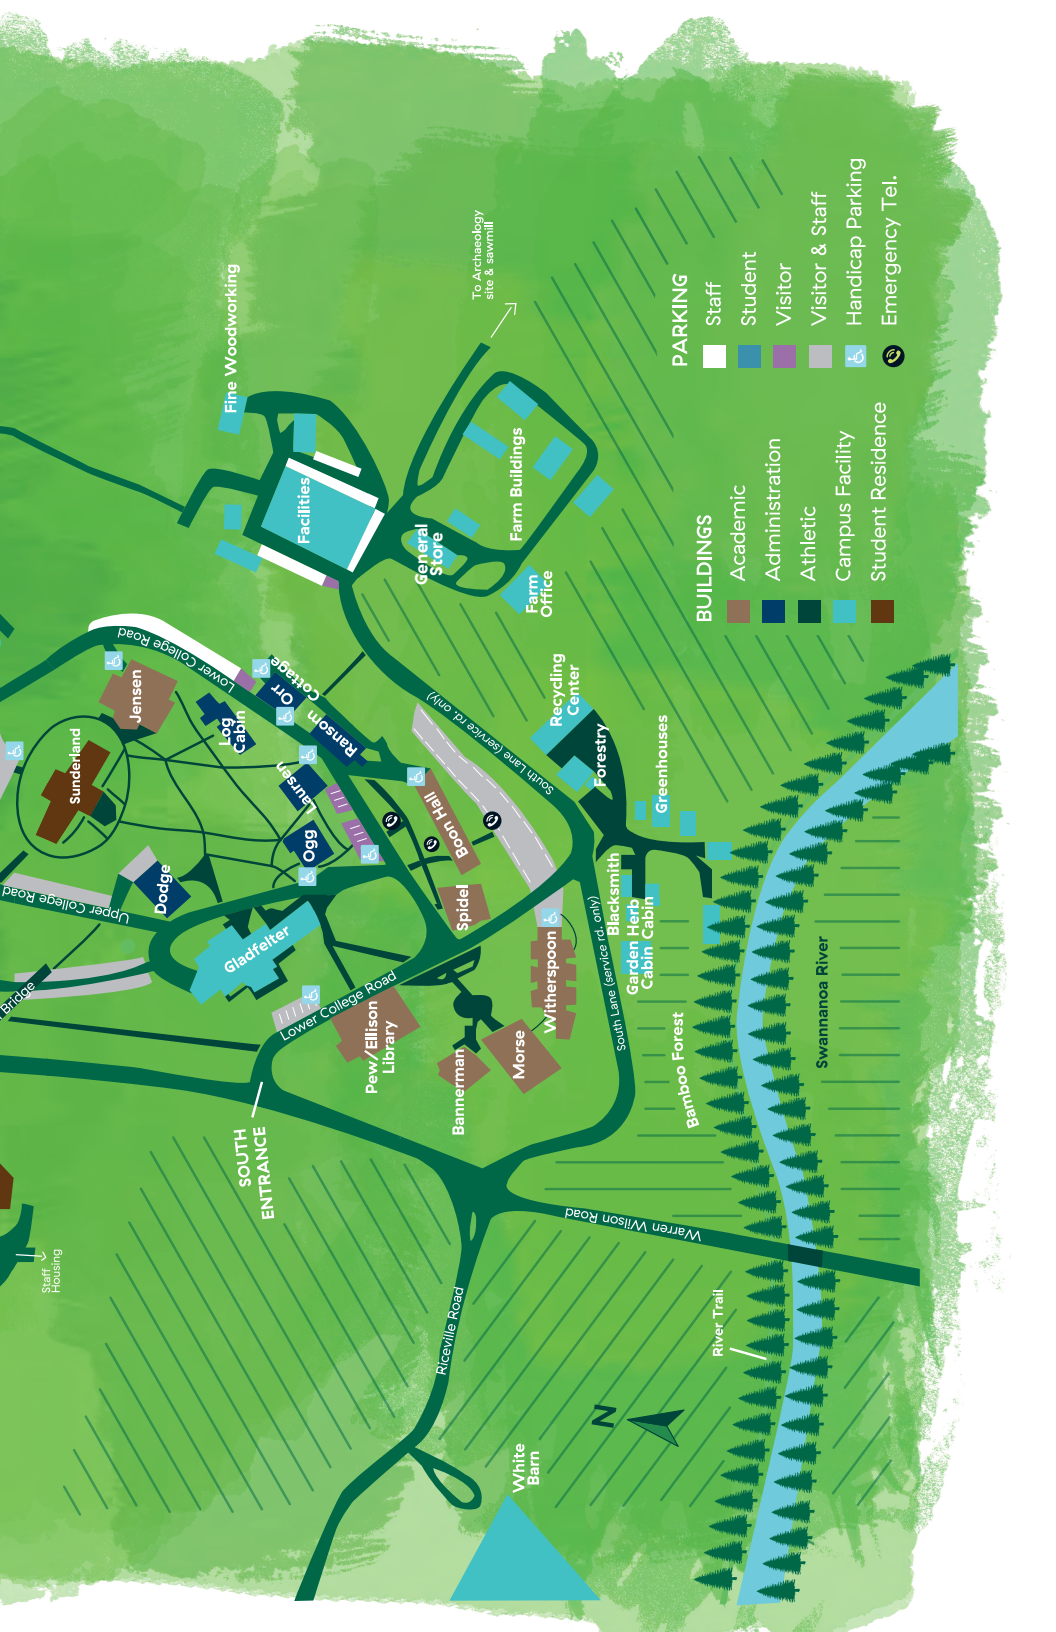 Fine Woodworking
To Archaeology
site & sawmill
Facilities
General
Store
Farm Buildings
Farm
Office
PARKING
Staff
Student
Visitor
Visitor & Staff
Handicap Parking
Emergency Tel.
BUILDINGS
Academic
Administration
Athletic
Campus Facility
Student Residence
Lower College Road
Jensen
Sunderland
Log
Cabin
Orr
Cottage
Ransom
Laursen
Ogg
Boon Hall
Spidel
Dodge
Upper College Road
Gladfelter
Bridge
Lower College Road
Pew/Ellison
Library
Bannerman
Morse
Witherspoon
South Lane (service rd. only)
South Lane (service rd. only)
Recycling
Center
Forestry
Greenhouses
Blacksmith
Garden
Cabin
Herb
Cabin
Bamboo Forest
Swannanoa River
SOUTH
ENTRANCE
Staff
Housing
Warren Wilson Road
Riceville Road
River Trail
N
White
Barn